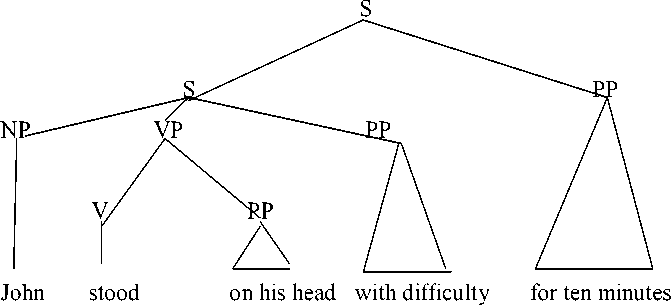 S
S PP
NP VP PP
V PP
John stood on his head with difficulty for ten minutes